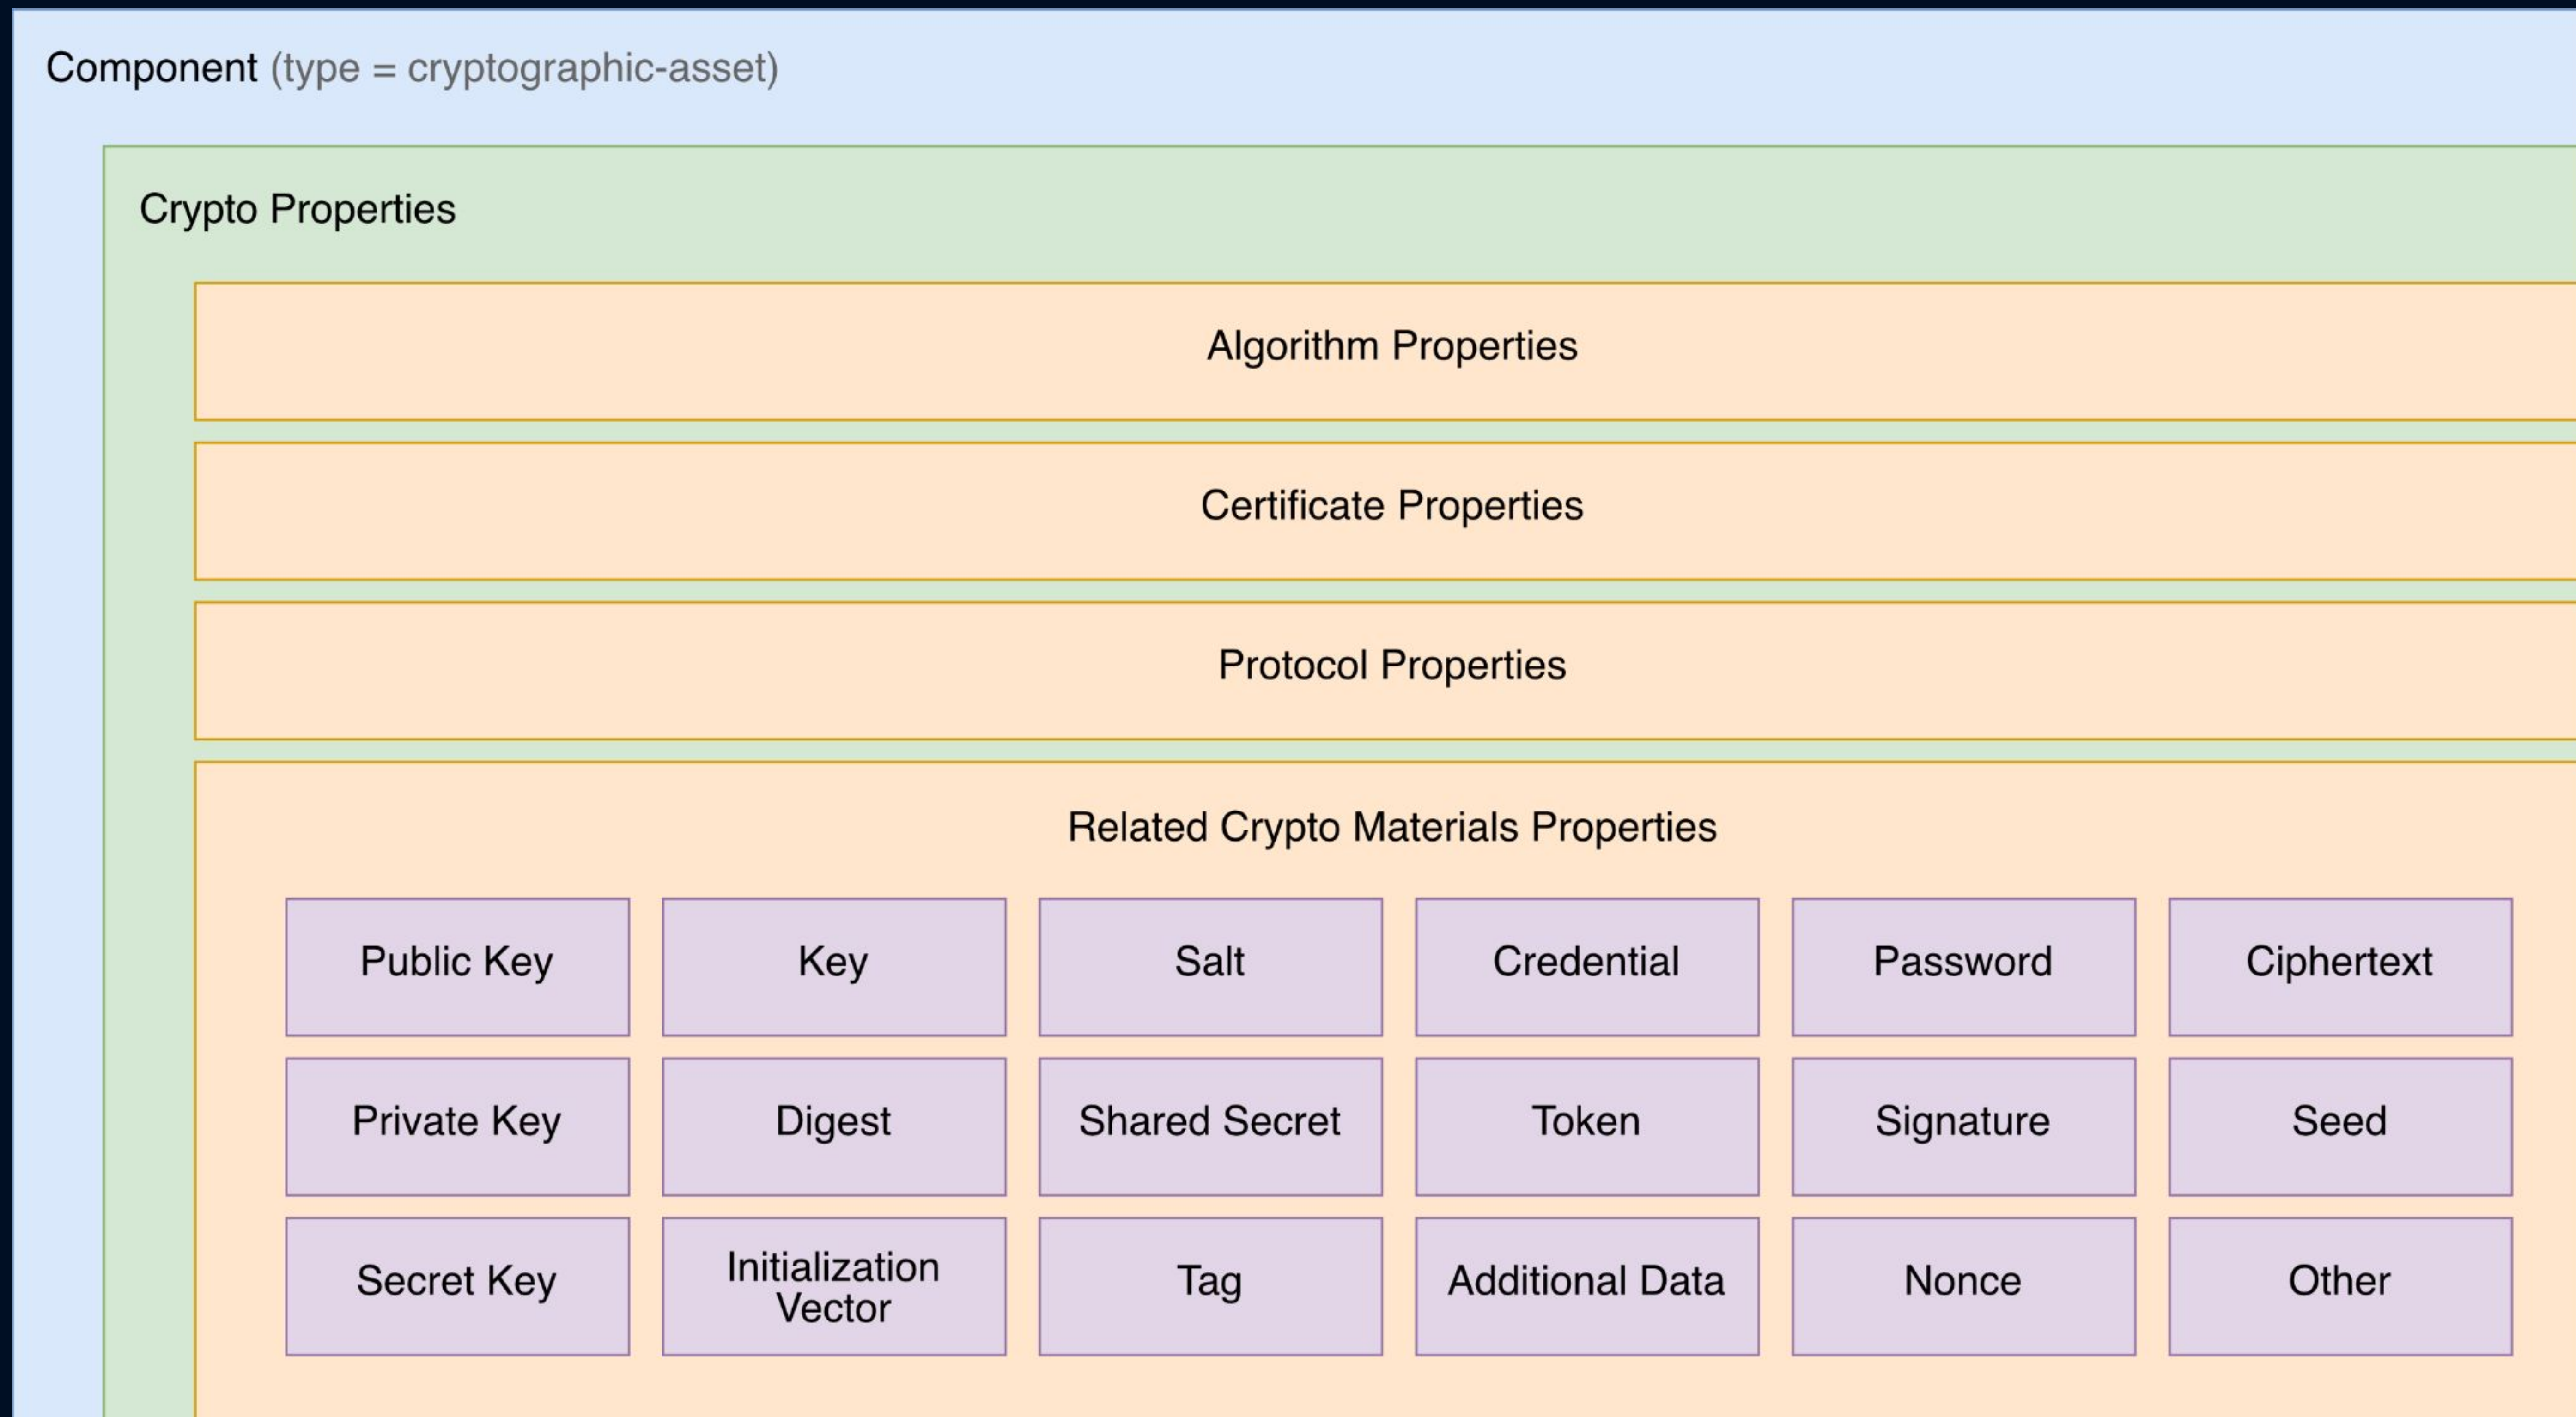 Component (type = cryptographic-asset)
Crypto Properties
Algorithm Properties
Certificate Properties
Protocol Properties
Related Crypto Materials Properties
Public Key
Key
Salt
Credential
Password
Ciphertext
Private Key
Digest
Shared Secret
Token
Signature
Seed
Secret Key
Initialization
Vector
Tag
Additional Data
Nonce
Other